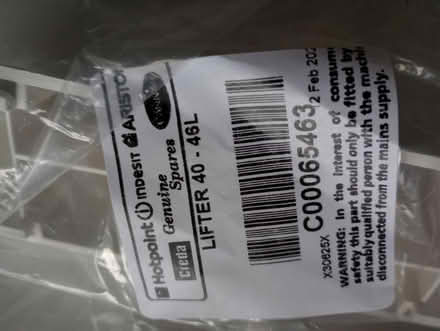 Hotpoint INDESIT ARISTON
creda Genuine
Spares
LIFTER 40 - 46L
C00065463
2 Feb 202
X30625X
WARNING: In the interest of consume
safety this part should only be fitted by
suitably qualified person with the machi
disconnected from the mains supply.